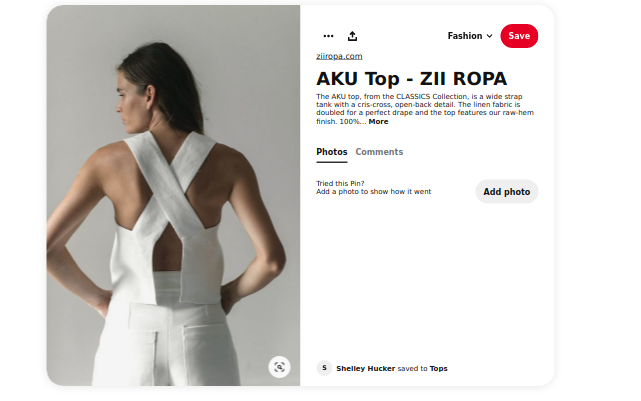 Fashion
Save
ziiropa.com
AKU Top - ZII ROPA
The AKU top, from the CLASSICS Collection, is a wide strap
tank with a cris-cross, open-back detail. The linen fabric is
doubled for a perfect drape and the top features our raw-hem
finish. 100%... More
Photos Comments
Tried this Pin?
Add a photo to show how it went
Add photo
S
Shelley Hucker saved to Tops